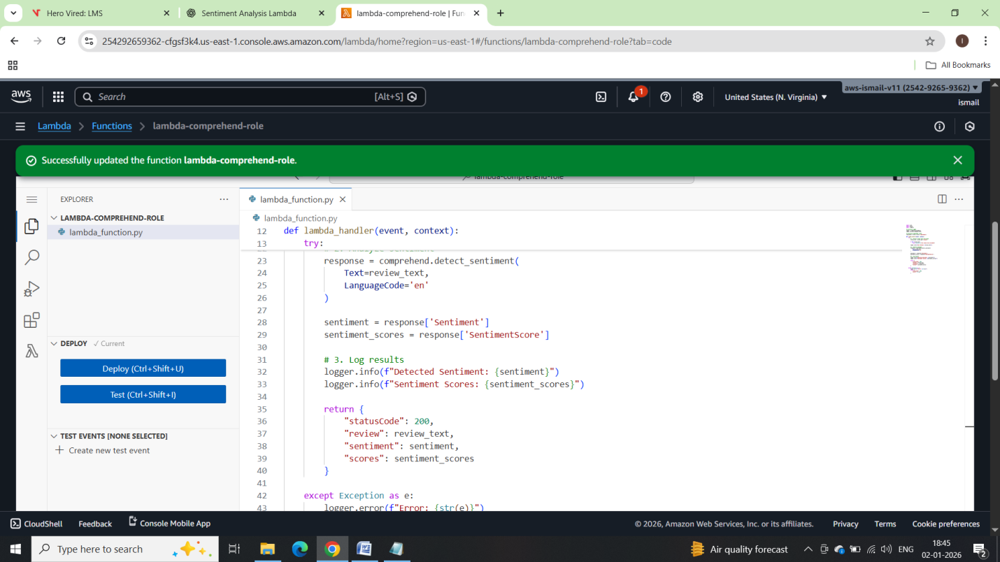 Hero Vired: LMS
Sentiment Analysis Lambda
lambda-comprehend-role | Fun
254292659362-cfgsf3k4.us-east-1.console.aws.amazon.com/lambda/home?region=us-east-1#/functions/lambda-comprehend-role?tab=code
I
All Bookmarks
aws
Search
[Alt+S]
1
United States (N. Virginia)
aws-ismail-v11 (2542-9265-9362)
ismail
Lambda
Functions
lambda-comprehend-role
Successfully updated the function lambda-comprehend-role.
lambda-comprehend-role
EXPLORER
LAMBDA-COMPREHEND-ROLE
lambda_function.py
DEPLOY
Current
Deploy (Ctrl+Shift+U)
Test (Ctrl+Shift+I)
TEST EVENTS [NONE SELECTED]
Create new test event
lambda_function.py
lambda_function.py
12 def lambda_handler(event, context):
13 try:
23 response = comprehend.detect_sentiment(
24 Text=review_text,
25 LanguageCode='en'
26 )
27
28 sentiment = response['Sentiment']
29 sentiment_scores = response['SentimentScore']
30
31 # 3. Log results
32 logger.info(f"Detected Sentiment: {sentiment}")
33 logger.info(f"Sentiment Scores: {sentiment_scores}")
34
35 return {
36 "statusCode": 200,
37 "review": review_text,
38 "sentiment": sentiment,
39 "scores": sentiment_scores
40 }
41
42 except Exception as e:
43 logger.error(f"Error: {str(e)}")
CloudShell
Feedback
Console Mobile App
© 2026, Amazon Web Services, Inc. or its affiliates.
Privacy
Terms
Cookie preferences
Type here to search
Air quality forecast
ENG
18:45
02-01-2026
2